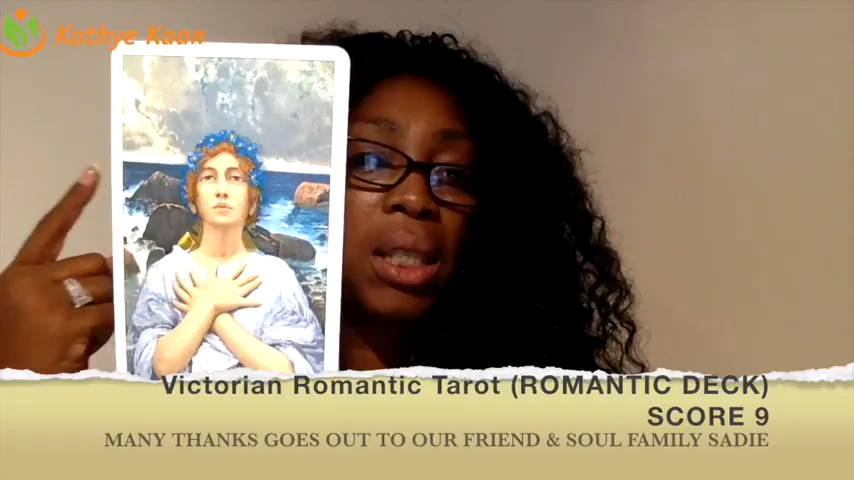 Kathye Kaan
Victorian Romantic Tarot (ROMANTIC DECK)
SCORE 9
MANY THANKS GOES OUT TO OUR FRIEND & SOUL FAMILY SADIE